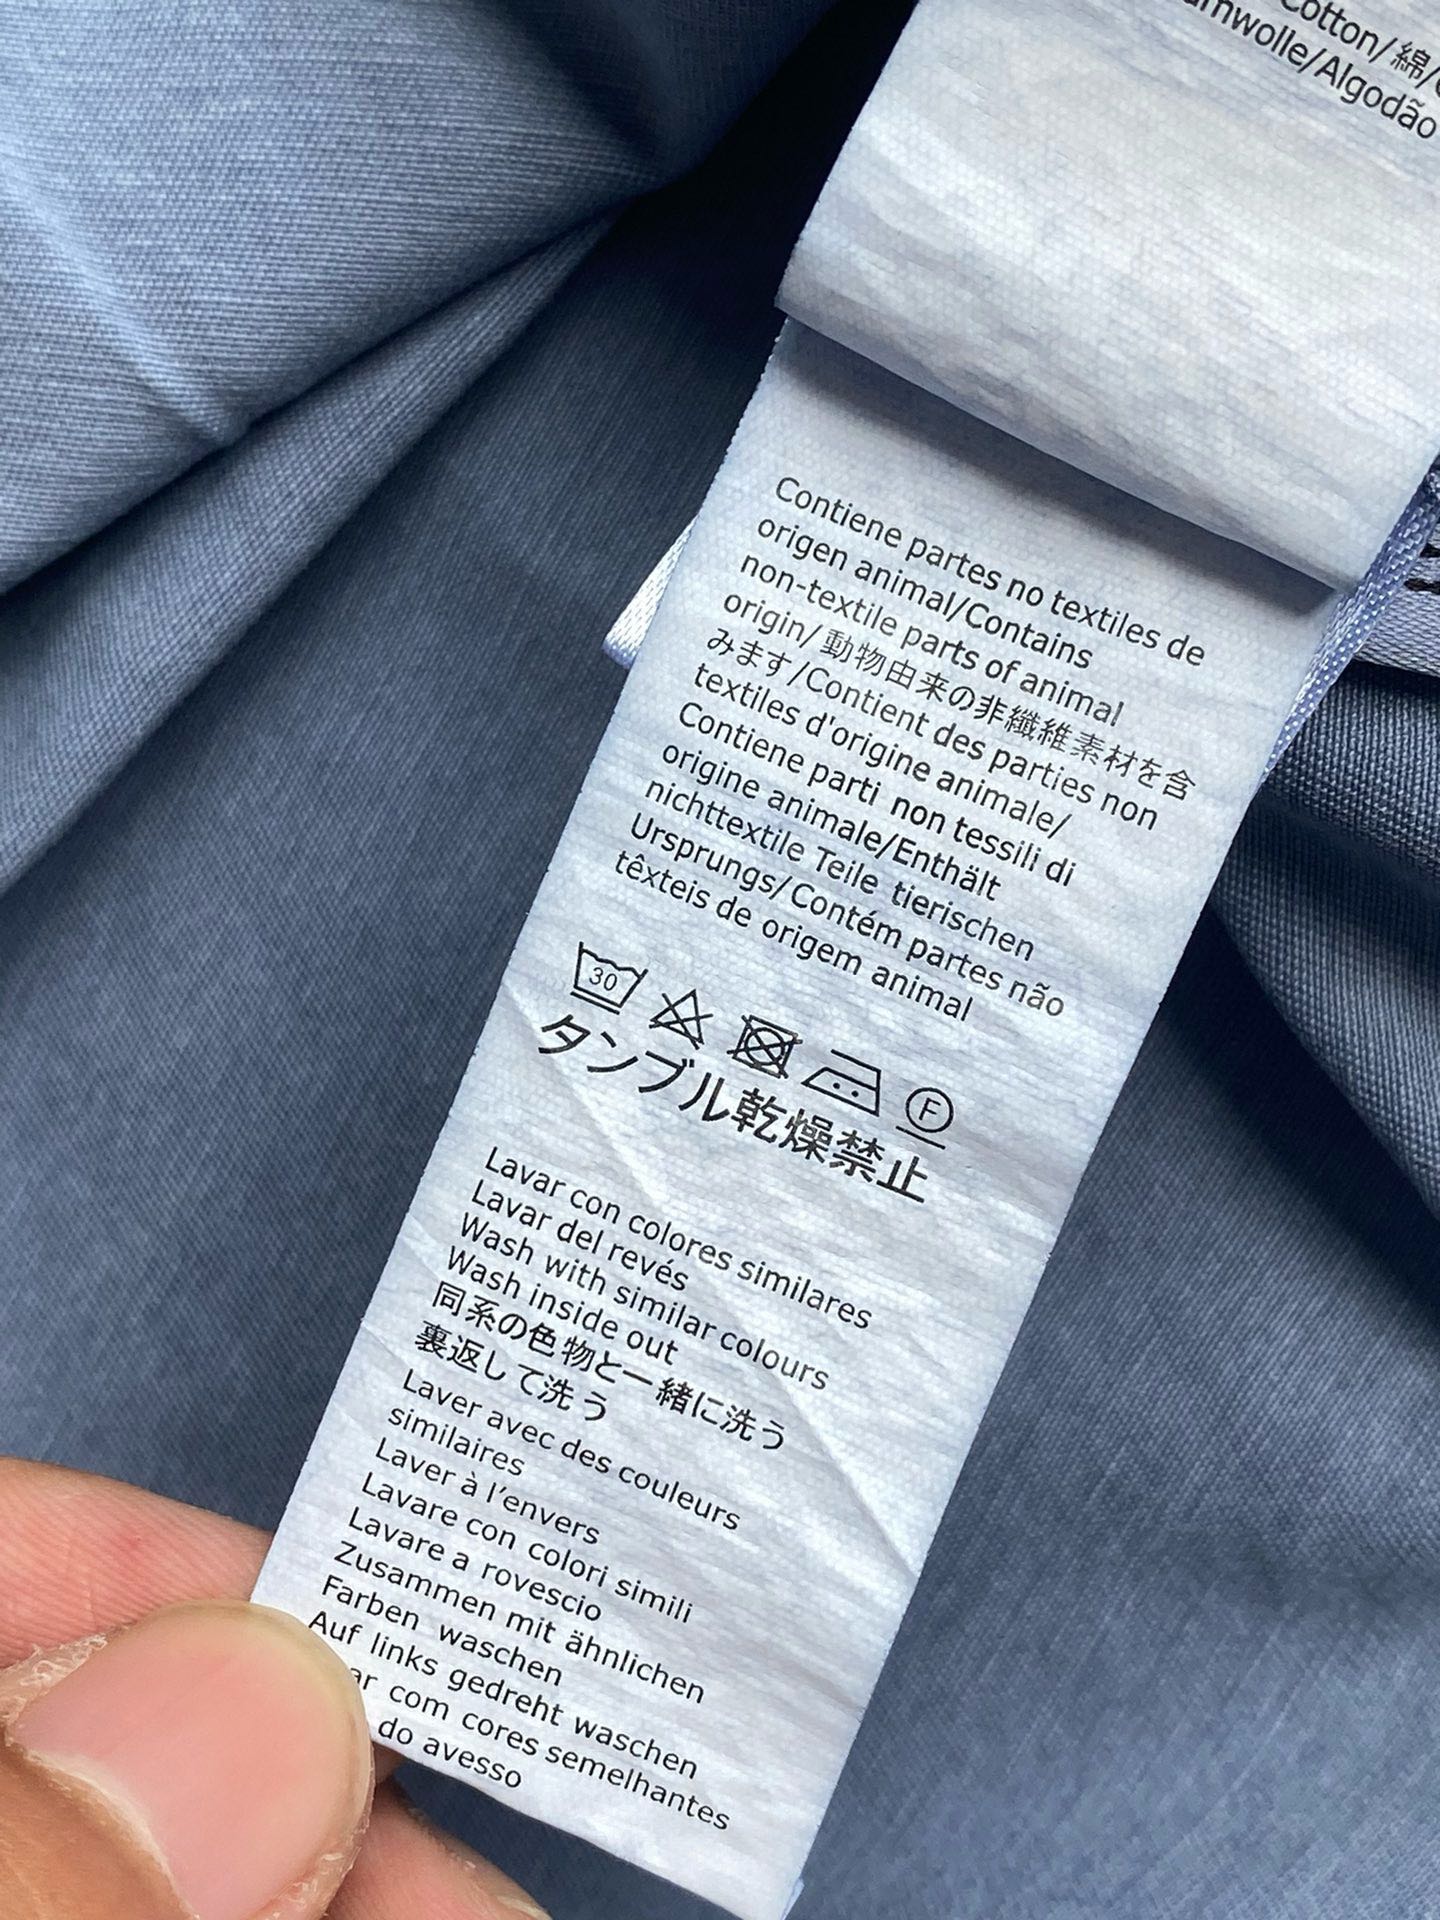 Cotton/綿/
Algodão
Contiene partes no textiles de
origen animal/Contains
non-textile parts of animal
origin/動物由来の非繊維素材を含
みます/Contient des parties non
textiles d'origine animale/
Contiene parti non tessili di
origine animale/Enthält
nichttextile Teile tierischen
Ursprungs/Contém partes não
têxteis de origem animal
30
F
タンブル乾燥禁止
Lavar con colores similares
Lavar del revés
Wash with similar colours
Wash inside out
同系の色物と一緒に洗う
裏返して洗う
Laver avec des couleurs
similaires
Laver à l'envers
Lavare con colori simili
Lavare a rovescio
Zusammen mit ähnlichen
Farben waschen
Auf links gedreht waschen
com cores semelhantes
do avesso